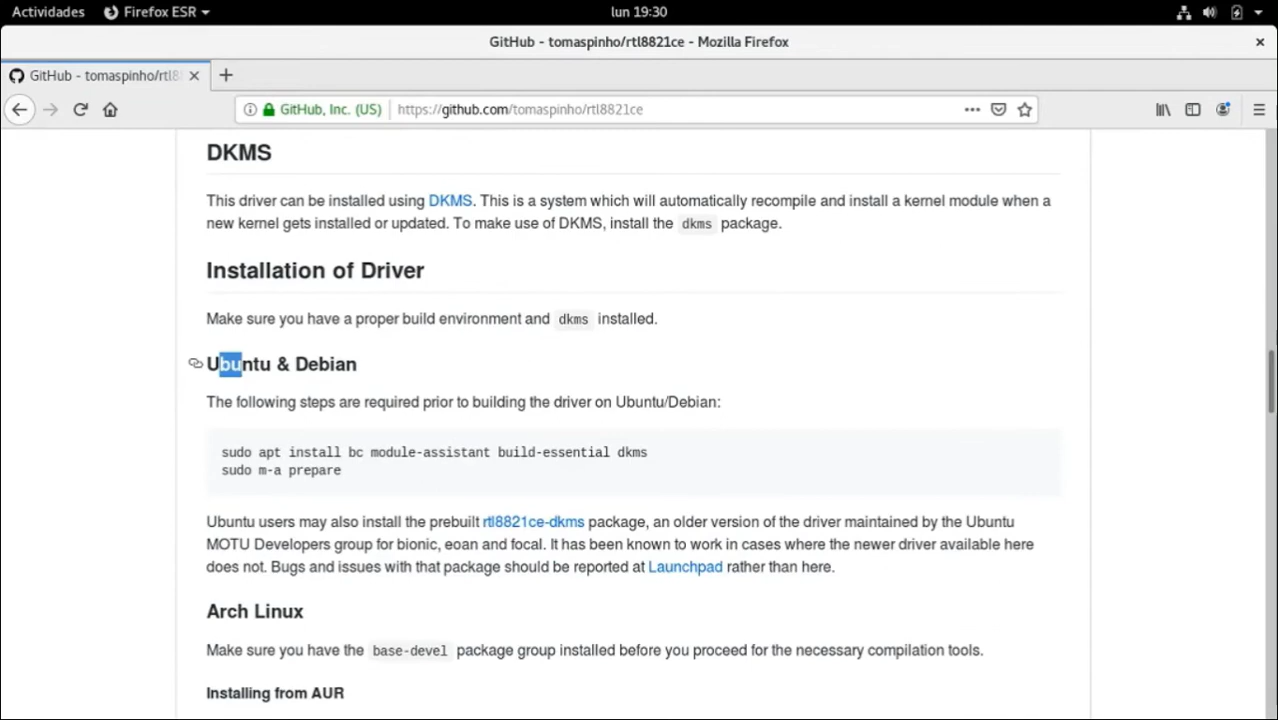 Actividades Firefox ESR lun 19:30
GitHub - tomaspinho/rtl8821ce - Mozilla Firefox
GitHub - tomaspinho/rtl8
GitHub, Inc. (US) https://github.com/tomaspinho/rtl8821ce
DKMS
This driver can be installed using DKMS. This is a system which will automatically recompile and install a kernel module when a
new kernel gets installed or updated. To make use of DKMS, install the dkms package.
Installation of Driver
Make sure you have a proper build environment and dkms installed.
Ubuntu & Debian
The following steps are required prior to building the driver on Ubuntu/Debian:
sudo apt install bc module-assistant build-essential dkms
sudo m-a prepare
Ubuntu users may also install the prebuilt rtl8821ce-dkms package, an older version of the driver maintained by the Ubuntu
MOTU Developers group for bionic, eoan and focal. It has been known to work in cases where the newer driver available here
does not. Bugs and issues with that package should be reported at Launchpad rather than here.
Arch Linux
Make sure you have the base-devel package group installed before you proceed for the necessary compilation tools.
Installing from AUR